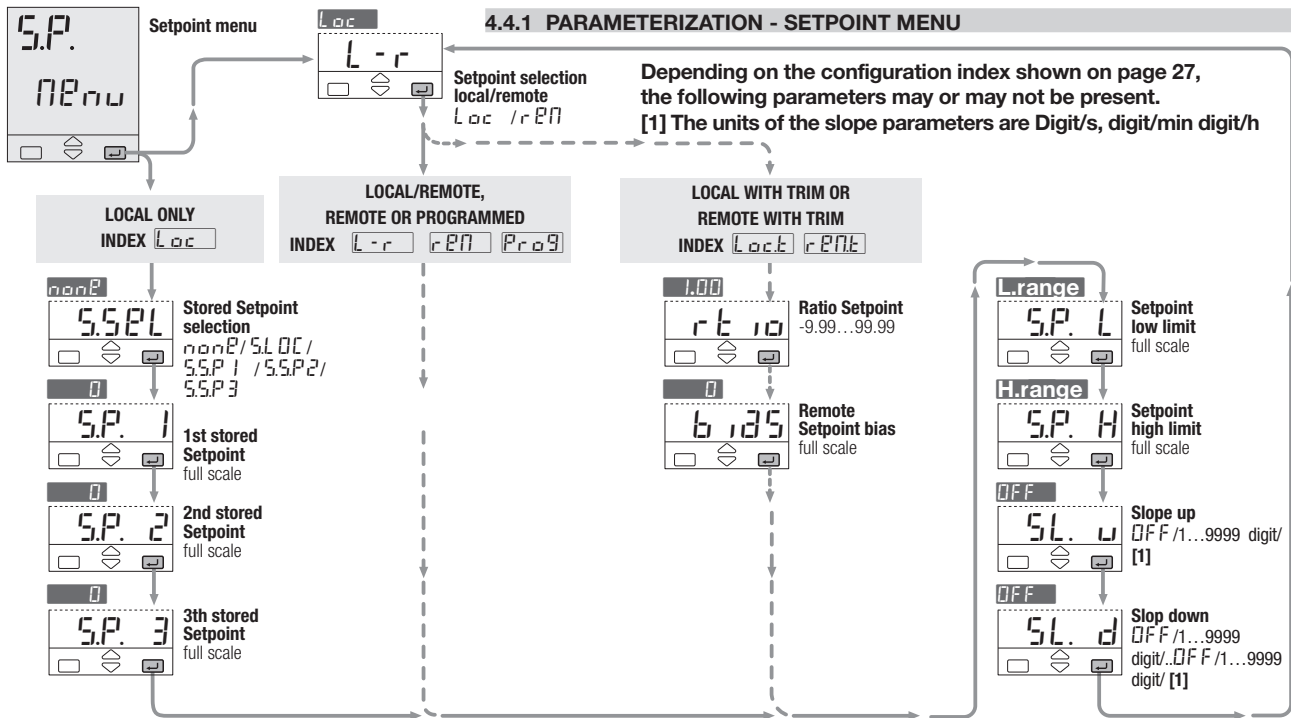 4.4.1 PARAMETERIZATION - SETPOINT MENU
S.P.
MEnu
Setpoint menu
Loc
L-r
Setpoint selection
local/remote
Loc /rEM
Depending on the configuration index shown on page 27,
the following parameters may or may not be present.
[1] The units of the slope parameters are Digit/s, digit/min digit/h
LOCAL ONLY
INDEX Loc
LOCAL/REMOTE,
REMOTE OR PROGRAMMED
INDEX L-r rEM Prog
LOCAL WITH TRIM OR
REMOTE WITH TRIM
INDEX Loc.t rEM.t
nonE
S.SEL
Stored Setpoint
selection
nonE/S.LOC/
S.S.P1 /S.S.P2/
S.S.P3
0
S.P. 1
1st stored
Setpoint
full scale
0
S.P. 2
2nd stored
Setpoint
full scale
0
S.P. 3
3th stored
Setpoint
full scale
1.00
rtio
Ratio Setpoint
-9.99...99.99
0
biaS
Remote
Setpoint bias
full scale
L.range
S.P. L
Setpoint
low limit
full scale
H.range
S.P. H
Setpoint
high limit
full scale
OFF
SL. u
Slope up
OFF/1...9999 digit/
[1]
OFF
SL. d
Slop down
OFF/1...9999
digit/..OFF/1...9999
digit/ [1]